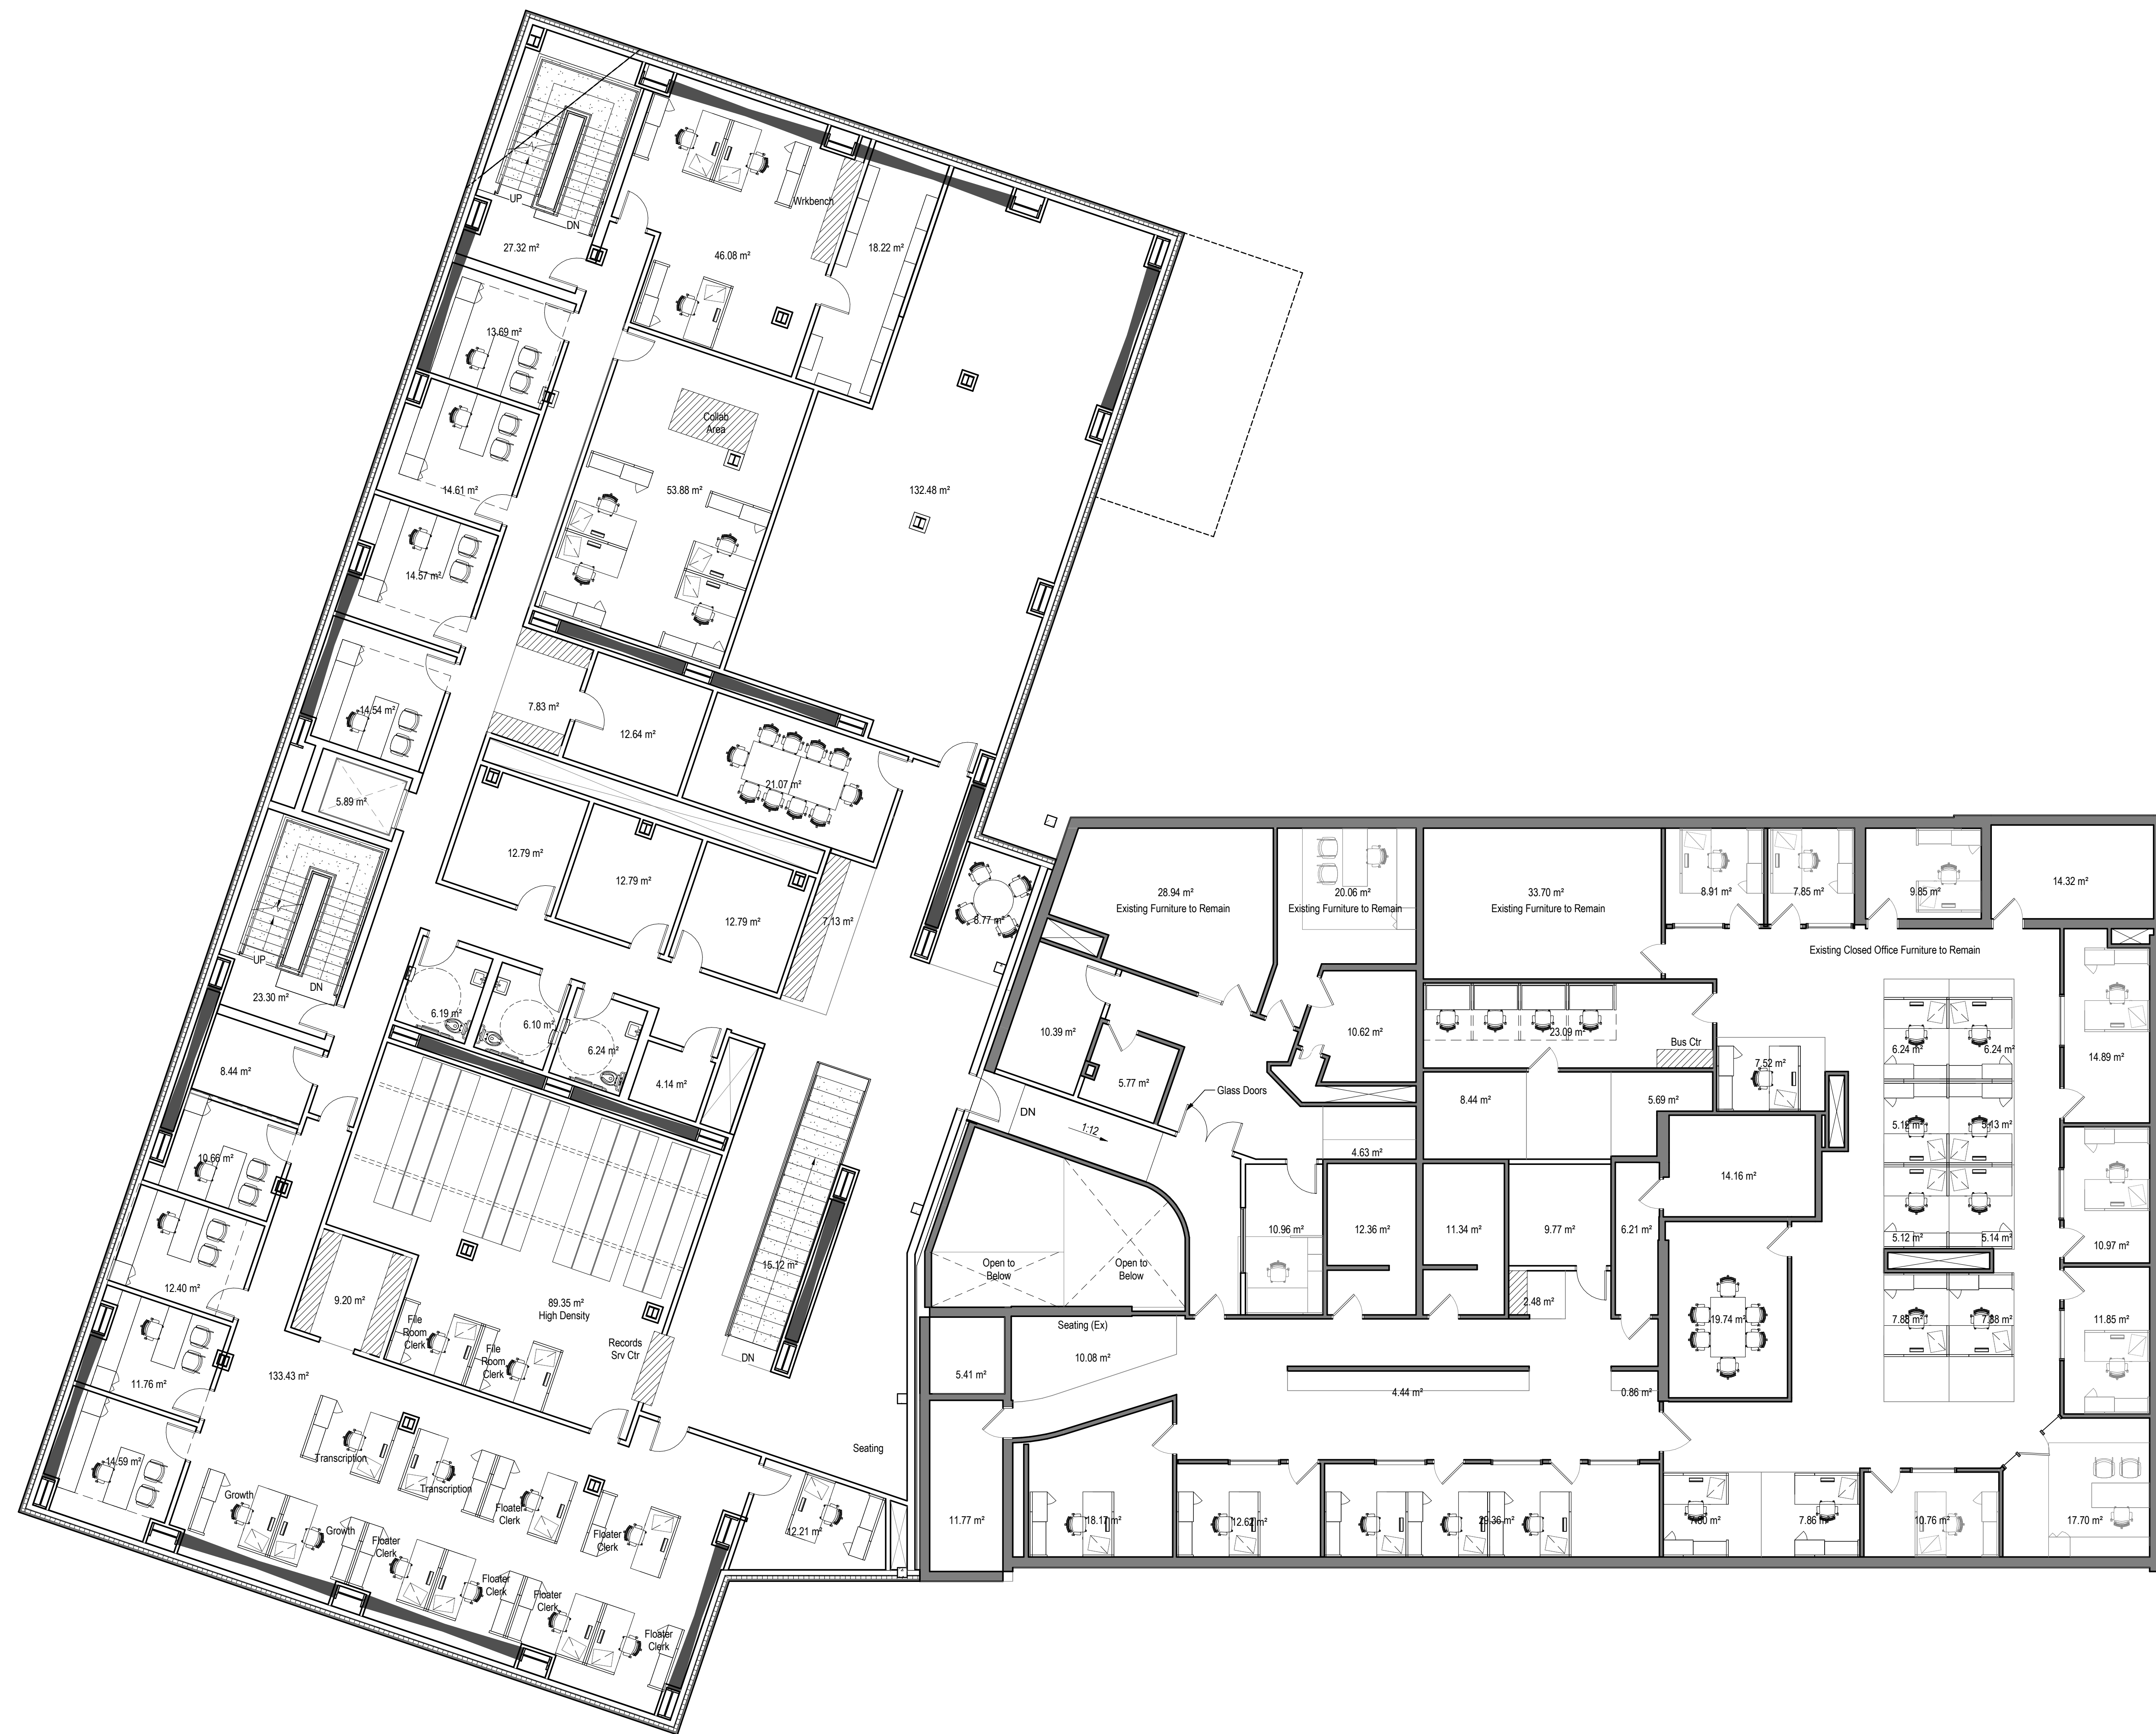 UP
DN
27.32 m²
Wrkbench
46.08 m²
18.22 m²
13.69 m²
14.61 m²
Collab
Area
53.88 m²
132.48 m²
14.57 m²
14.54 m²
7.83 m²
12.64 m²
21.07 m²
5.89 m²
12.79 m²
12.79 m²
12.79 m²
7.13 m²
8.77 m²
UP
DN
23.30 m²
6.19 m²
6.10 m²
6.24 m²
4.14 m²
8.44 m²
10.66 m²
12.40 m²
11.76 m²
14.59 m²
9.20 m²
133.43 m²
89.35 m²
High Density
File
Room
Clerk
File
Room
Clerk
Records
Srv Ctr
15.12 m²
DN
Seating
Transcription
Transcription
Growth
Growth
Floater
Clerk
Floater
Clerk
Floater
Clerk
Floater
Clerk
Floater
Clerk
Floater
Clerk
12.21 m²
28.94 m²
Existing Furniture to Remain
20.06 m²
Existing Furniture to Remain
33.70 m²
Existing Furniture to Remain
8.91 m²
7.85 m²
9.85 m²
14.32 m²
Existing Closed Office Furniture to Remain
10.39 m²
5.77 m²
10.62 m²
23.09 m²
Bus Ctr
7.52 m²
6.24 m²
6.24 m²
14.89 m²
Glass Doors
DN
1:12
8.44 m²
5.69 m²
5.12 m²
5.13 m²
4.63 m²
14.16 m²
10.96 m²
12.36 m²
11.34 m²
9.77 m²
6.21 m²
5.12 m²
5.14 m²
10.97 m²
Open to
Below
Open to
Below
2.48 m²
19.74 m²
7.88 m²
7.88 m²
11.85 m²
Seating (Ex)
10.08 m²
5.41 m²
4.44 m²
0.86 m²
11.77 m²
18.17 m²
12.62 m²
29.36 m²
7.86 m²
10.76 m²
17.70 m²